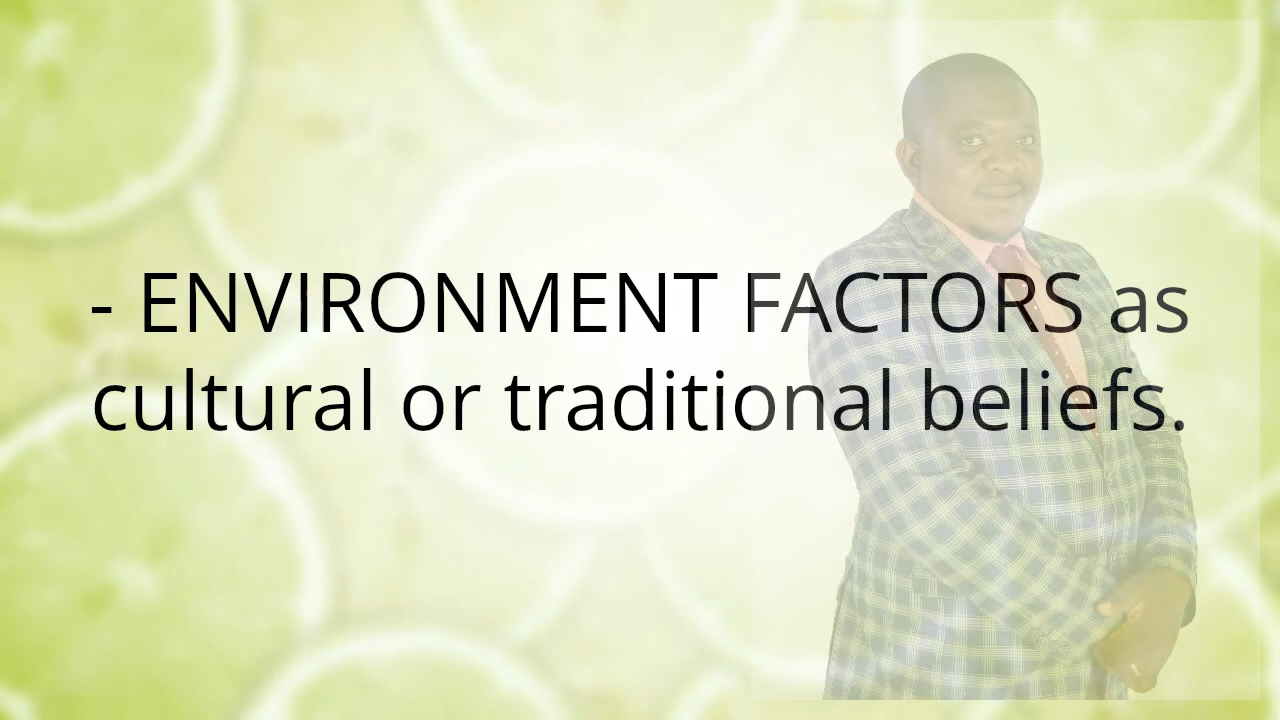 - ENVIRONMENT FACTORS as
cultural or traditional beliefs.